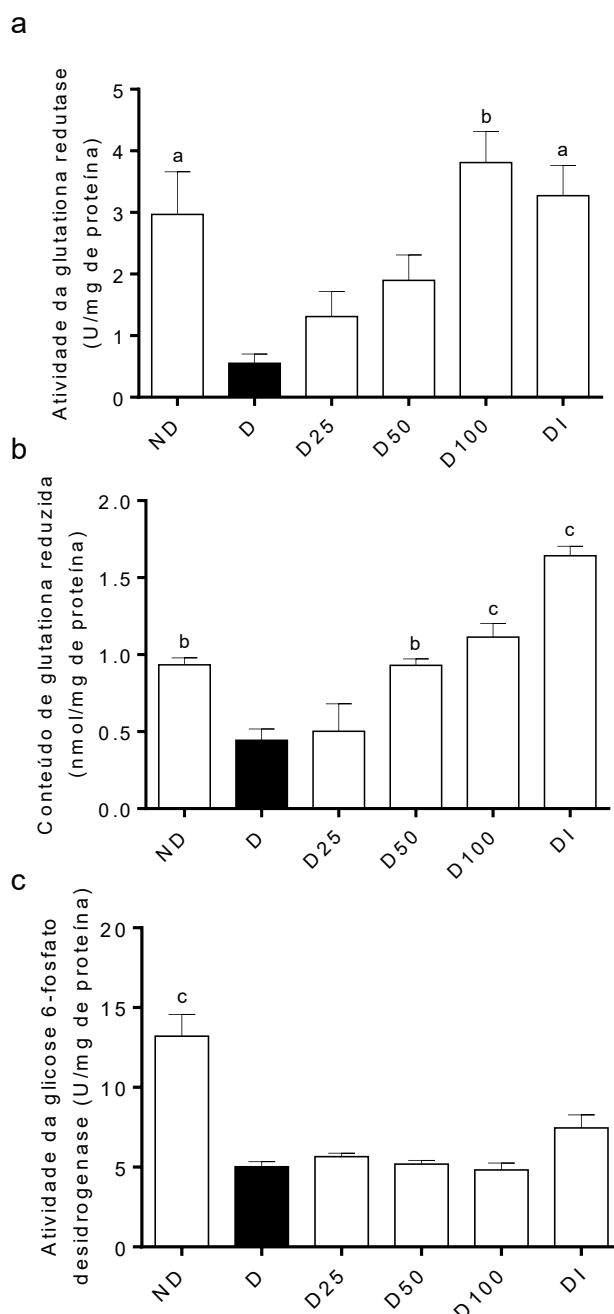 a
Atividade da glutationa redutase
(U/mg de proteína)
5
4
3
2
1
0
a
b
a
ND
D
D25
D50
D100
DI
b
Conteúdo de glutationa reduzida
(nmol/mg de proteína)
2.0
1.5
1.0
0.5
0.0
b
b
c
c
ND
D
D25
D50
D100
DI
c
Atividade da glicose 6-fosfato
desidrogenase (U/mg de proteína)
20
15
10
5
0
c
ND
D
D25
D50
D100
DI